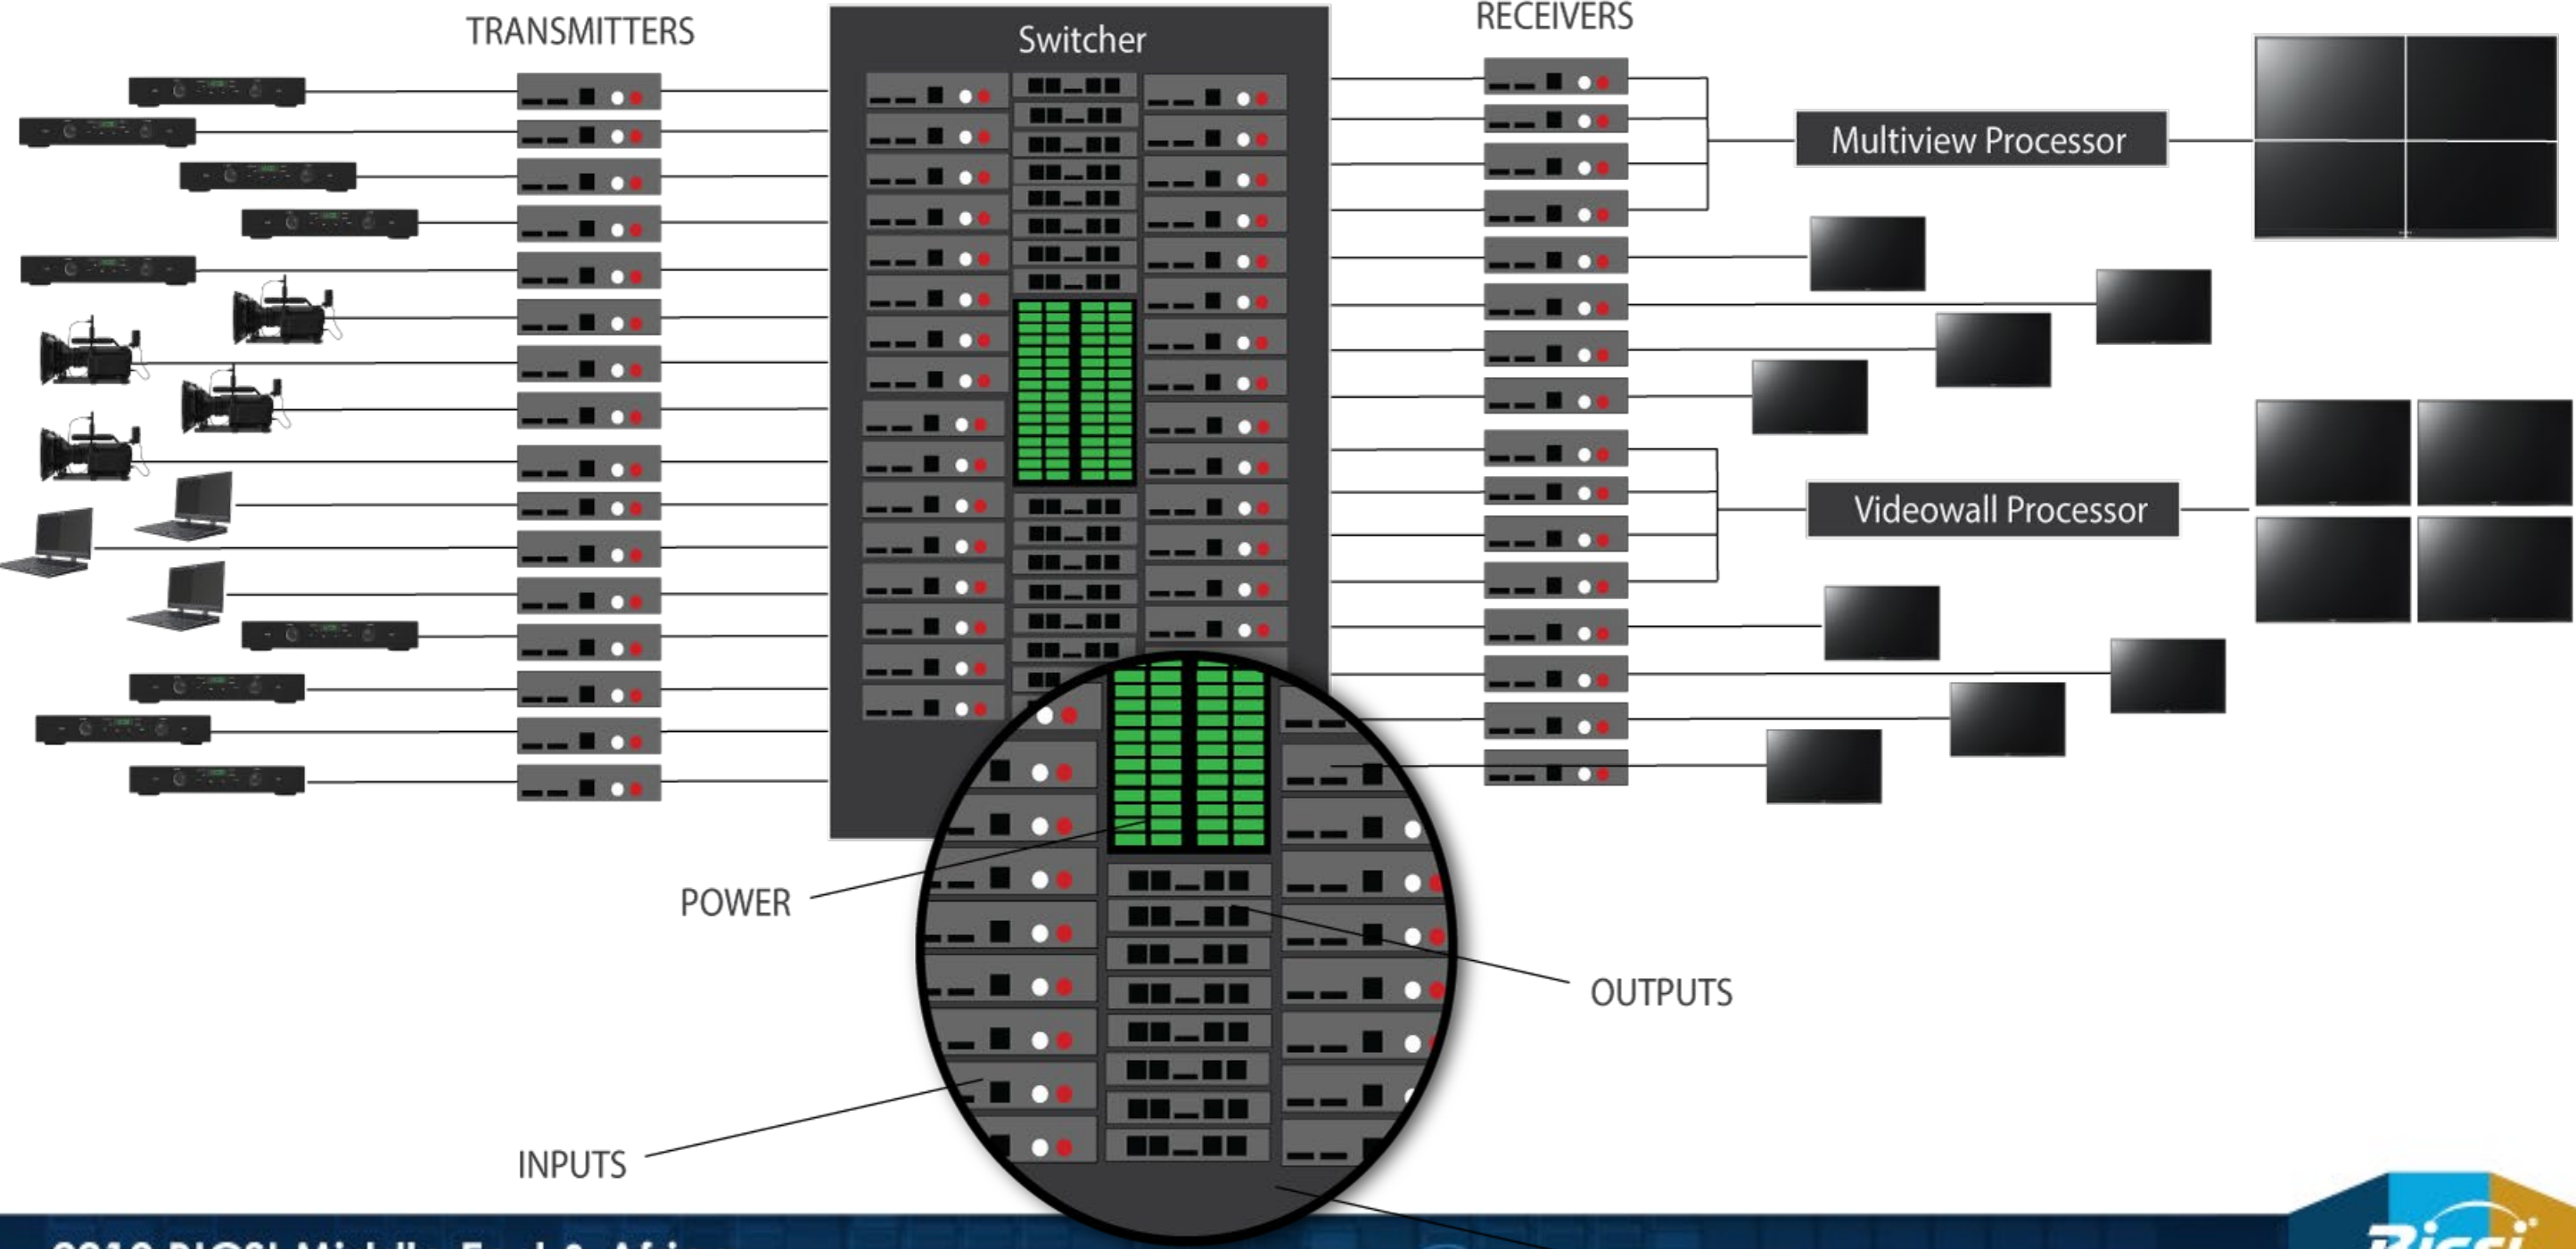 TRANSMITTERS
Switcher
RECEIVERS
Multiview Processor
Videowall Processor
POWER
OUTPUTS
INPUTS